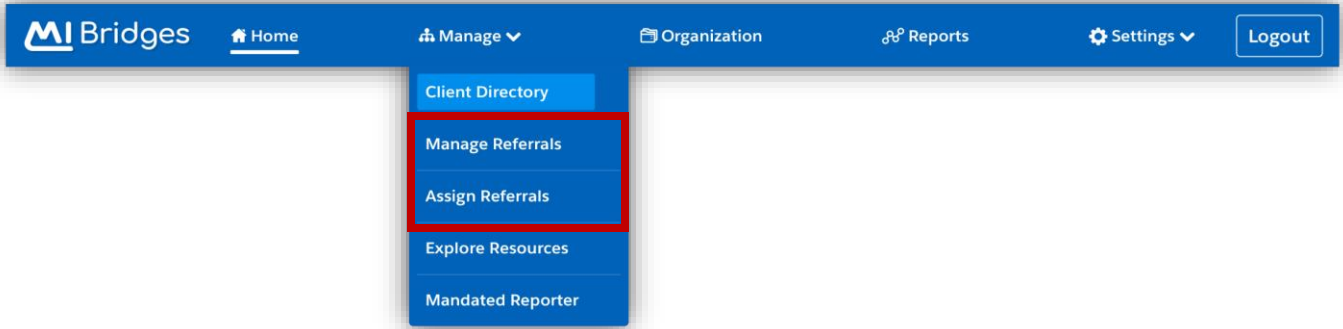 MI Bridges Home Manage Organization Reports Settings Logout
Client Directory
Manage Referrals
Assign Referrals
Explore Resources
Mandated Reporter